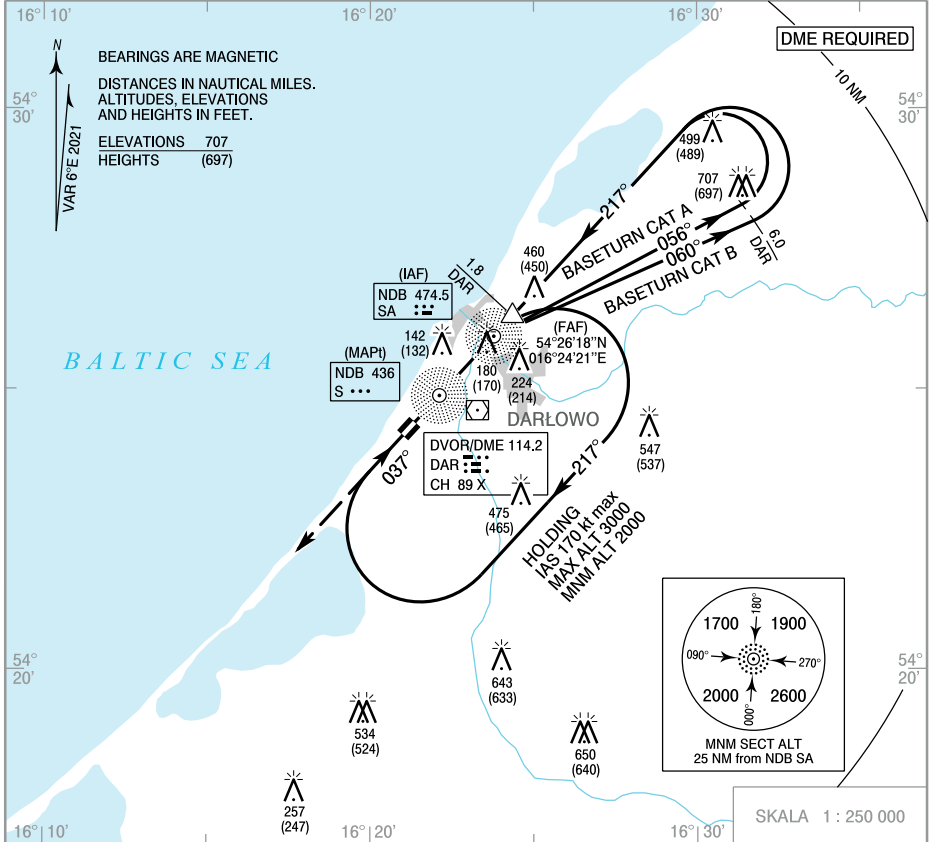 16° 10'
16° 20'
16° 30'
DME REQUIRED
10 NM
N
VAR 6°E 2021
BEARINGS ARE MAGNETIC
DISTANCES IN NAUTICAL MILES.
ALTITUDES, ELEVATIONS
AND HEIGHTS IN FEET.
ELEVATIONS 707
HEIGHTS (697)
54°
30'
54°
30'
499
(489)
707
(697)
217°
BASETURN CAT A
056°
060°
BASETURN CAT B
6.0
DAR
460
(450)
1.8
DAR
(IAF)
NDB 474.5
SA
142
(132)
(MAPt)
NDB 436
S
BALTIC SEA
(FAF)
54°26'18"N
016°24'21"E
180
(170)
224
(214)
DARŁOWO
DVOR/DME 114.2
DAR
CH 89 X
037°
217°
547
(537)
475
(465)
HOLDING
IAS 170 kt max
MAX ALT 3000
MNM ALT 2000
643
(633)
534
(524)
650
(640)
257
(247)
180°
1700 1900
090° 270°
2000 2600
000°
MNM SECT ALT
25 NM from NDB SA
54°
20'
54°
20'
SKALA 1 : 250 000
16° 10'
16° 20'
16° 30'